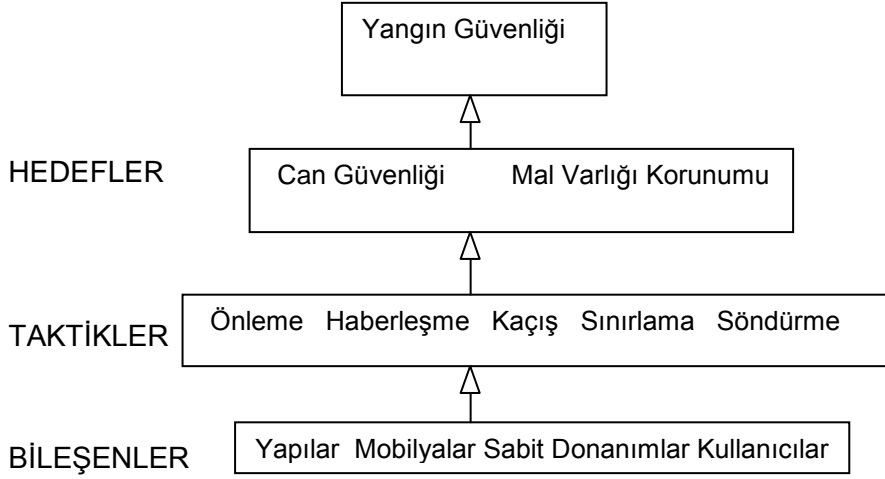 Yangın Güvenliği
HEDEFLER
Can Güvenliği Mal Varlığı Korunumu
TAKTİKLER
Önleme Haberleşme Kaçış Sınırlama Söndürme
BİLEŞENLER
Yapılar Mobilyalar Sabit Donanımlar Kullanıcılar